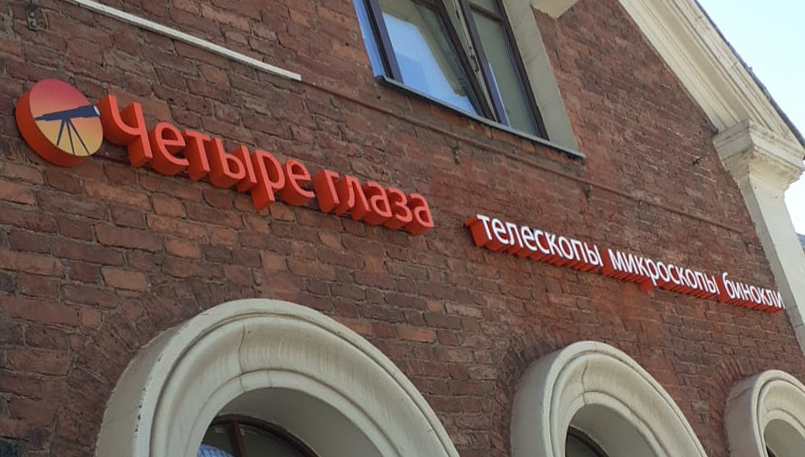 Четыре глаза
телескопы микроскопы бинокли